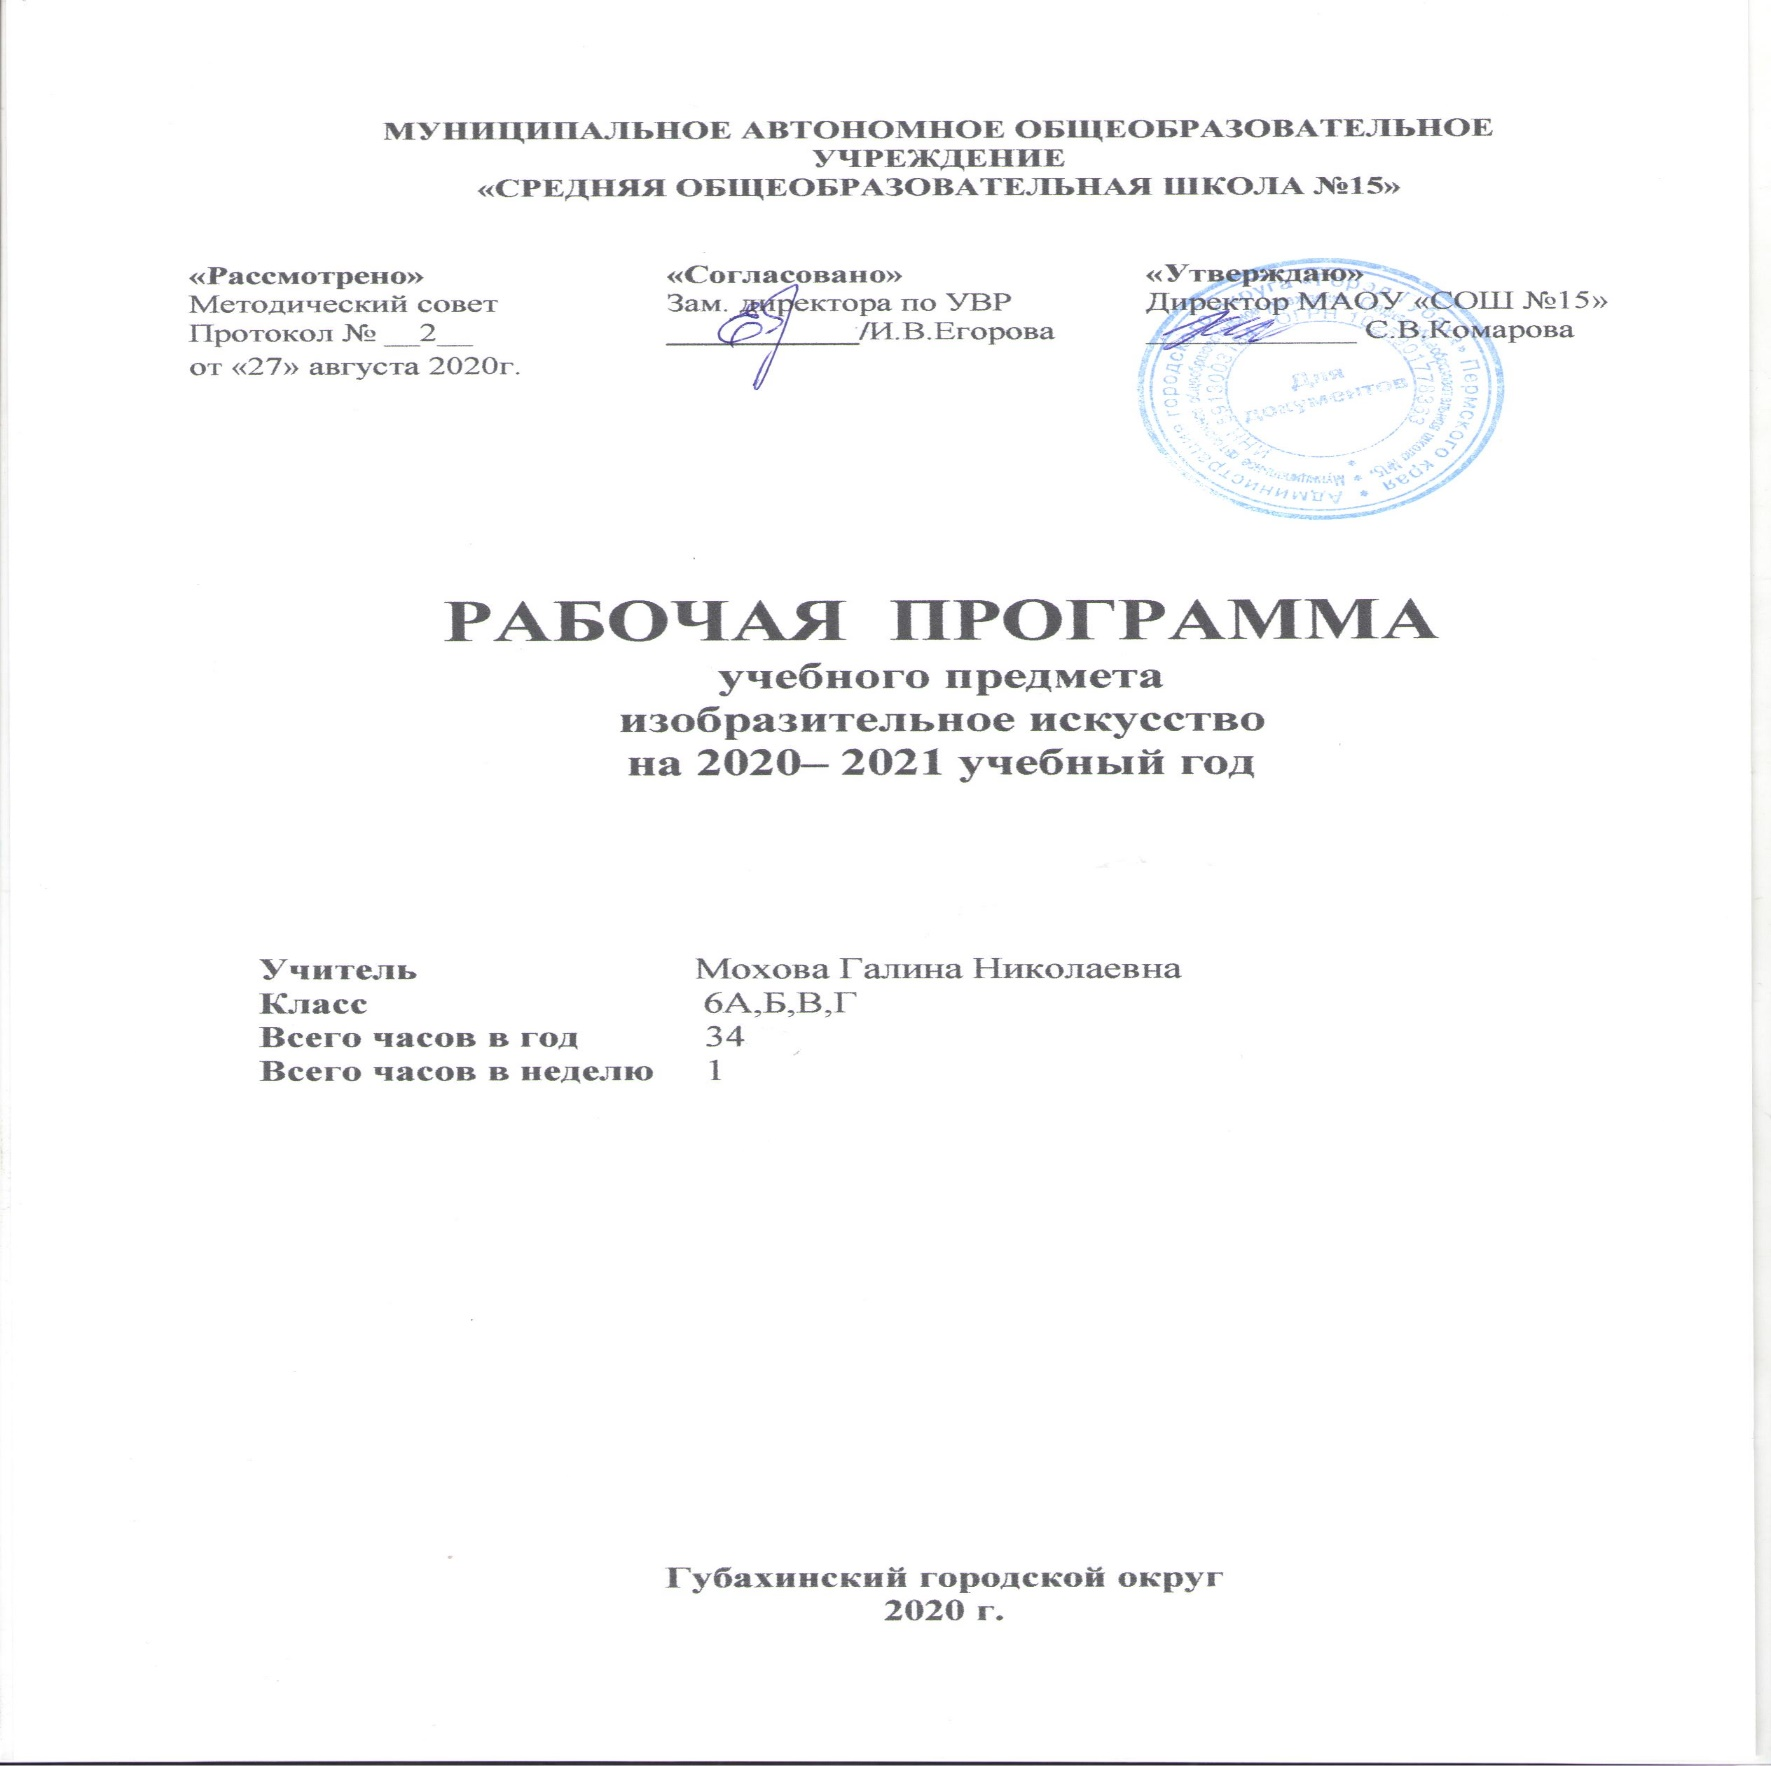 МУНИЦИПАЛЬНОЕ АВТОНОМНОЕ ОБЩЕОБРАЗОВАТЕЛЬНОЕ
УЧРЕЖДЕНИЕ
«СРЕДНЯЯ ОБЩЕОБРАЗОВАТЕЛЬНАЯ ШКОЛА №15»
«Рассмотрено»
Методический совет
Протокол № __2__
от «27» августа 2020г.
«Согласовано»
Зам. директора по УВР
_____________/И.В.Егорова
«Утверждаю»
Директор МАОУ «СОШ №15»
______________ С.В.Комарова
Для
документов
Пермского края
РАБОЧАЯ ПРОГРАММА
учебного предмета
изобразительное искусство
на 2020– 2021 учебный год
Учитель Мохова Галина Николаевна
Класс 6А,Б,В,Г
Всего часов в год 34
Всего часов в неделю 1
Губахинский городской округ
2020 г.